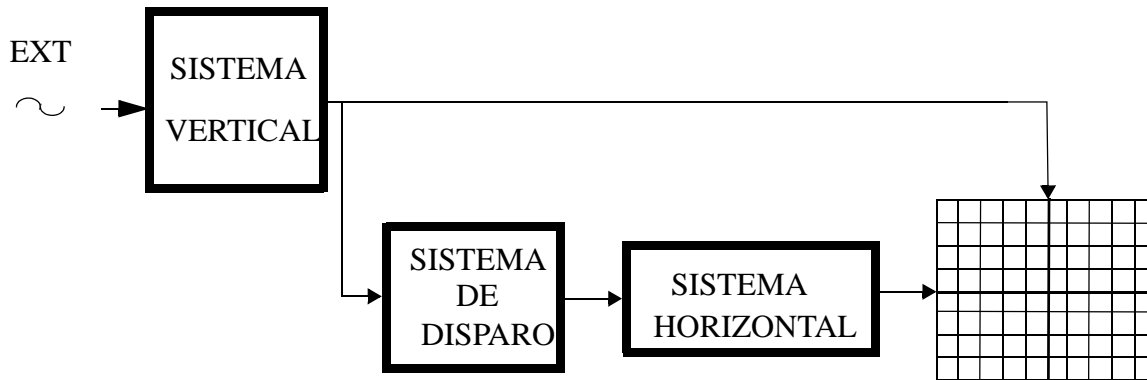 EXT
SISTEMA
VERTICAL
SISTEMA
DE
DISPARO
SISTEMA
HORIZONTAL